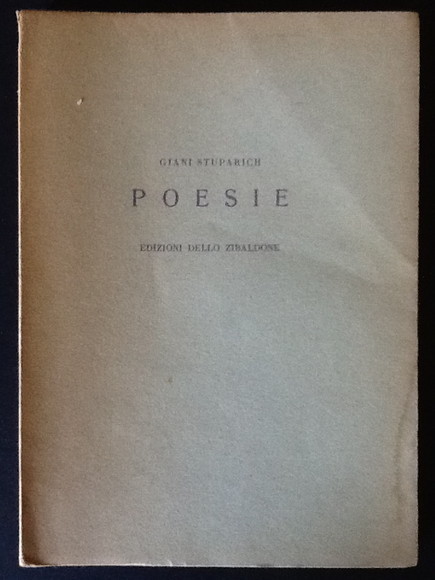 GIANI STUPARICH
POESIE
EDIZIONI DELLO ZIBALDONE